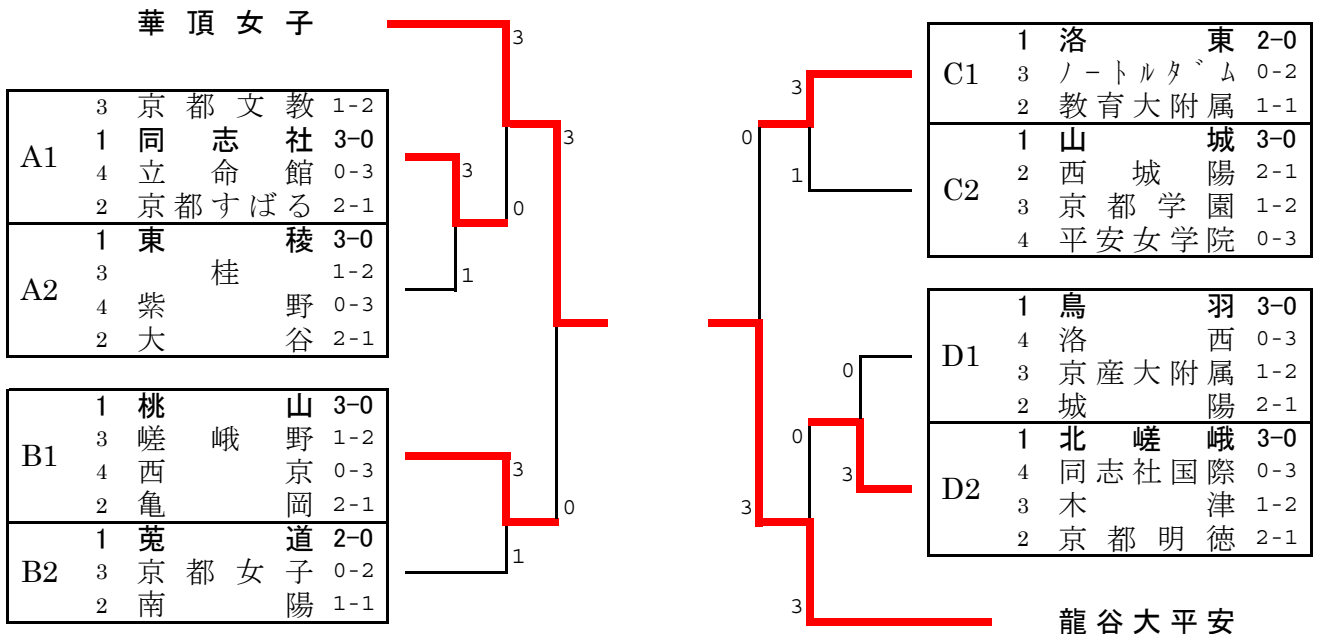 華頂女子
3
A1
3 京都文教 1-2
1 同志社 3-0
4 立命館 0-3
2 京都すばる 2-1
A2
1 東稜 3-0
3 桂 1-2
4 紫野 0-3
2 大谷 2-1
3
1
0
3
B1
1 桃山 3-0
3 嵯峨野 1-2
4 西京 0-3
2 亀岡 2-1
B2
1 莵道 2-0
3 京都女子 0-2
2 南陽 1-1
3
1
0
C1
1 洛東 2-0
3 ノートルダム 0-2
2 教育大附属 1-1
C2
1 山城 3-0
2 西城陽 2-1
3 京都学園 1-2
4 平安女学院 0-3
3
1
0
D1
1 鳥羽 3-0
4 洛西 0-3
3 京産大附属 1-2
2 城陽 2-1
D2
1 北嵯峨 3-0
4 同志社国際 0-3
3 木津 1-2
2 京都明徳 2-1
0
3
0
3
3
龍谷大平安